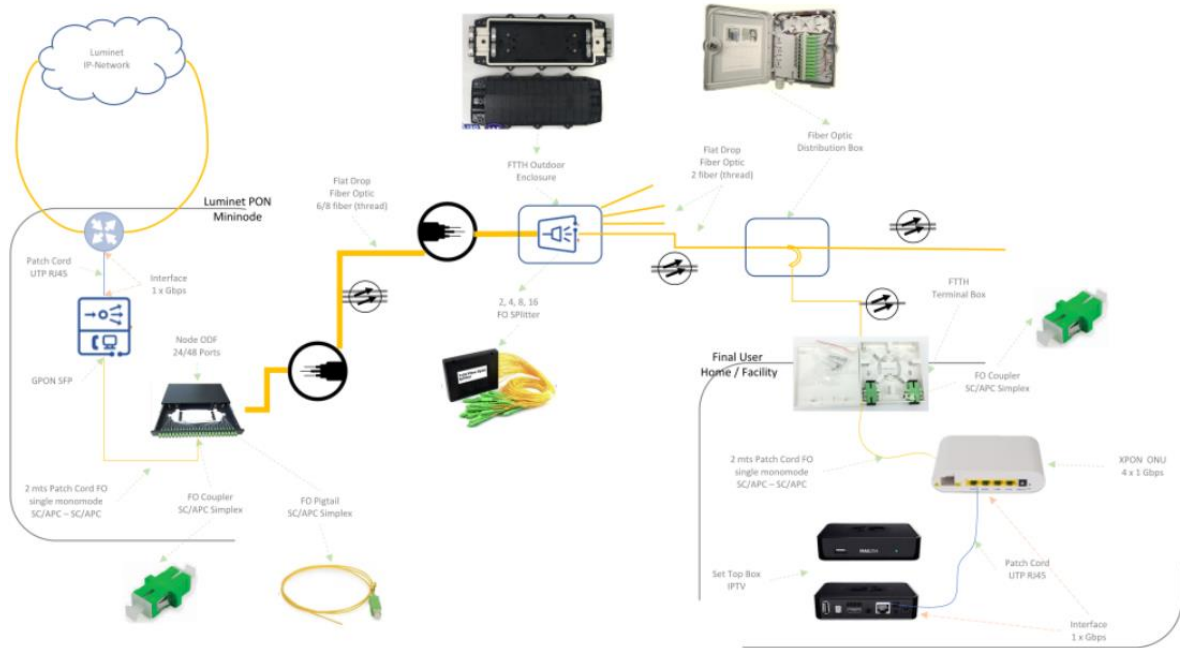 Luminet
IP-Network
Luminet PON
Mininode
Patch Cord
UTP RJ45
Interface
1 x Gbps
GPON SFP
Node ODF
24/48 Ports
2 mts Patch Cord FO
single monomode
SC/APC – SC/APC
FO Coupler
SC/APC Simplex
FO Pigtail
SC/APC Simplex
Flat Drop
Fiber Optic
6/8 fiber (thread)
FTTH Outdoor
Enclosure
2, 4, 8, 16
FO SPlitter
Flat Drop
Fiber Optic
2 fiber (thread)
Fiber Optic
Distribution Box
FTTH
Terminal Box
FO Coupler
SC/APC Simplex
Final User
Home / Facility
2 mts Patch Cord FO
single monomode
SC/APC – SC/APC
XPON ONU
4 x 1 Gbps
Set Top Box
IPTV
Patch Cord
UTP RJ45
Interface
1 x Gbps